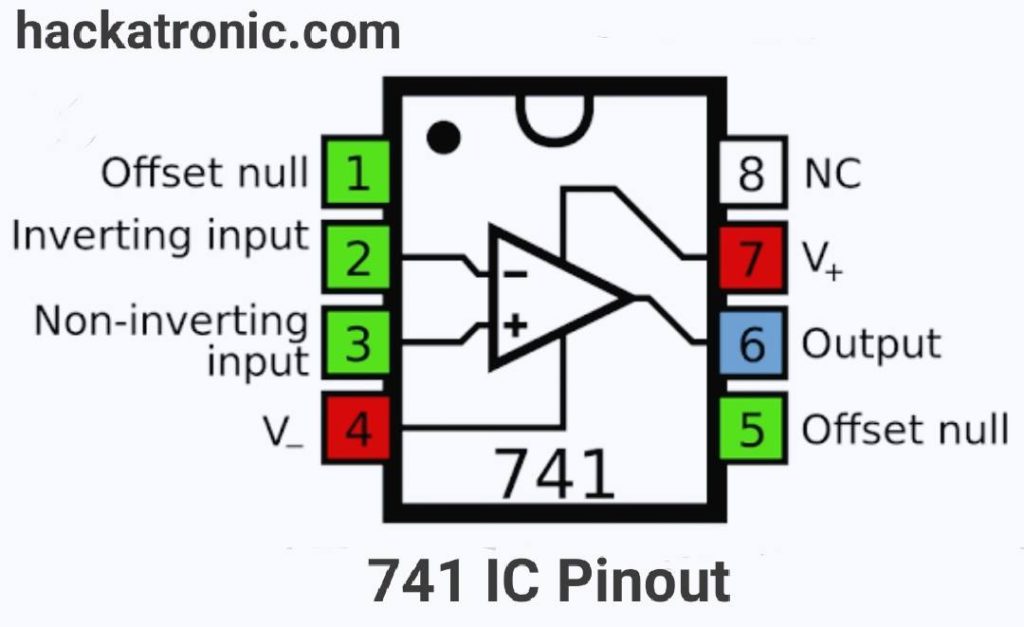 hackatronic.com
Offset null 1
Inverting input 2
Non-inverting
input 3
V_ 4
8 NC
7 V+
6 Output
5 Offset null
−
+
741
741 IC Pinout